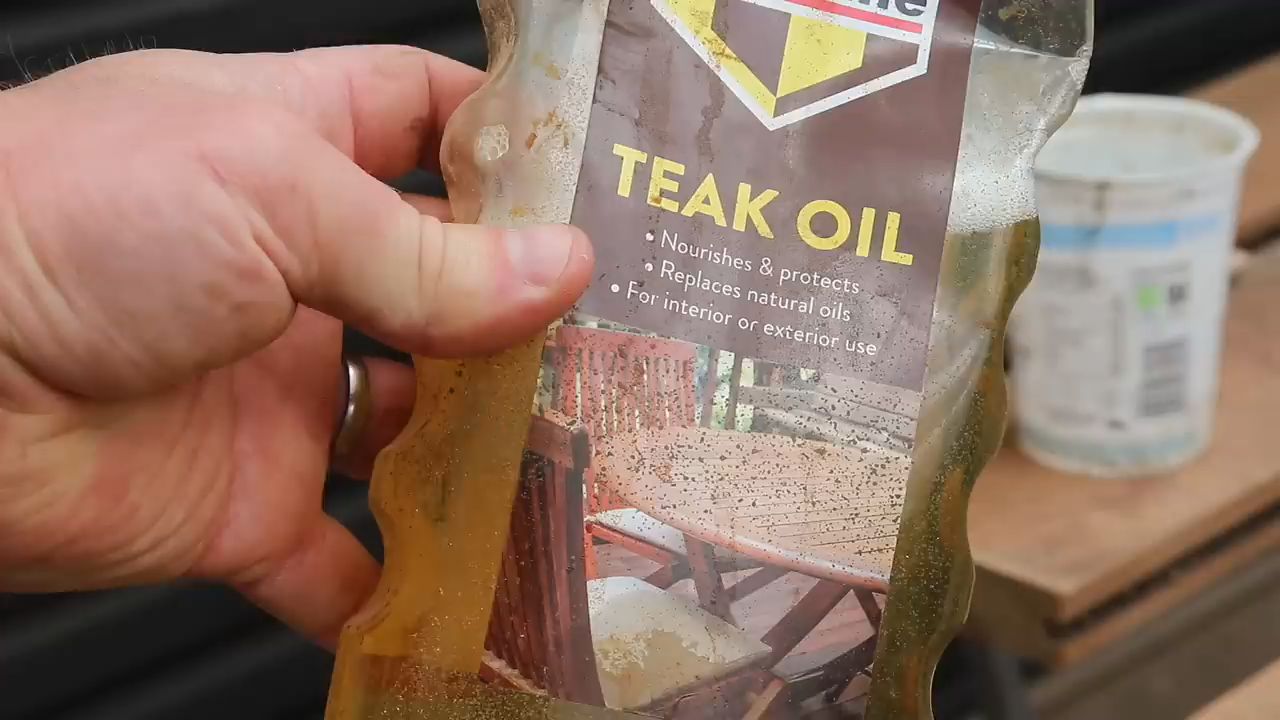 TEAK OIL
• Nourishes & protects
• Replaces natural oils
• For interior or exterior use